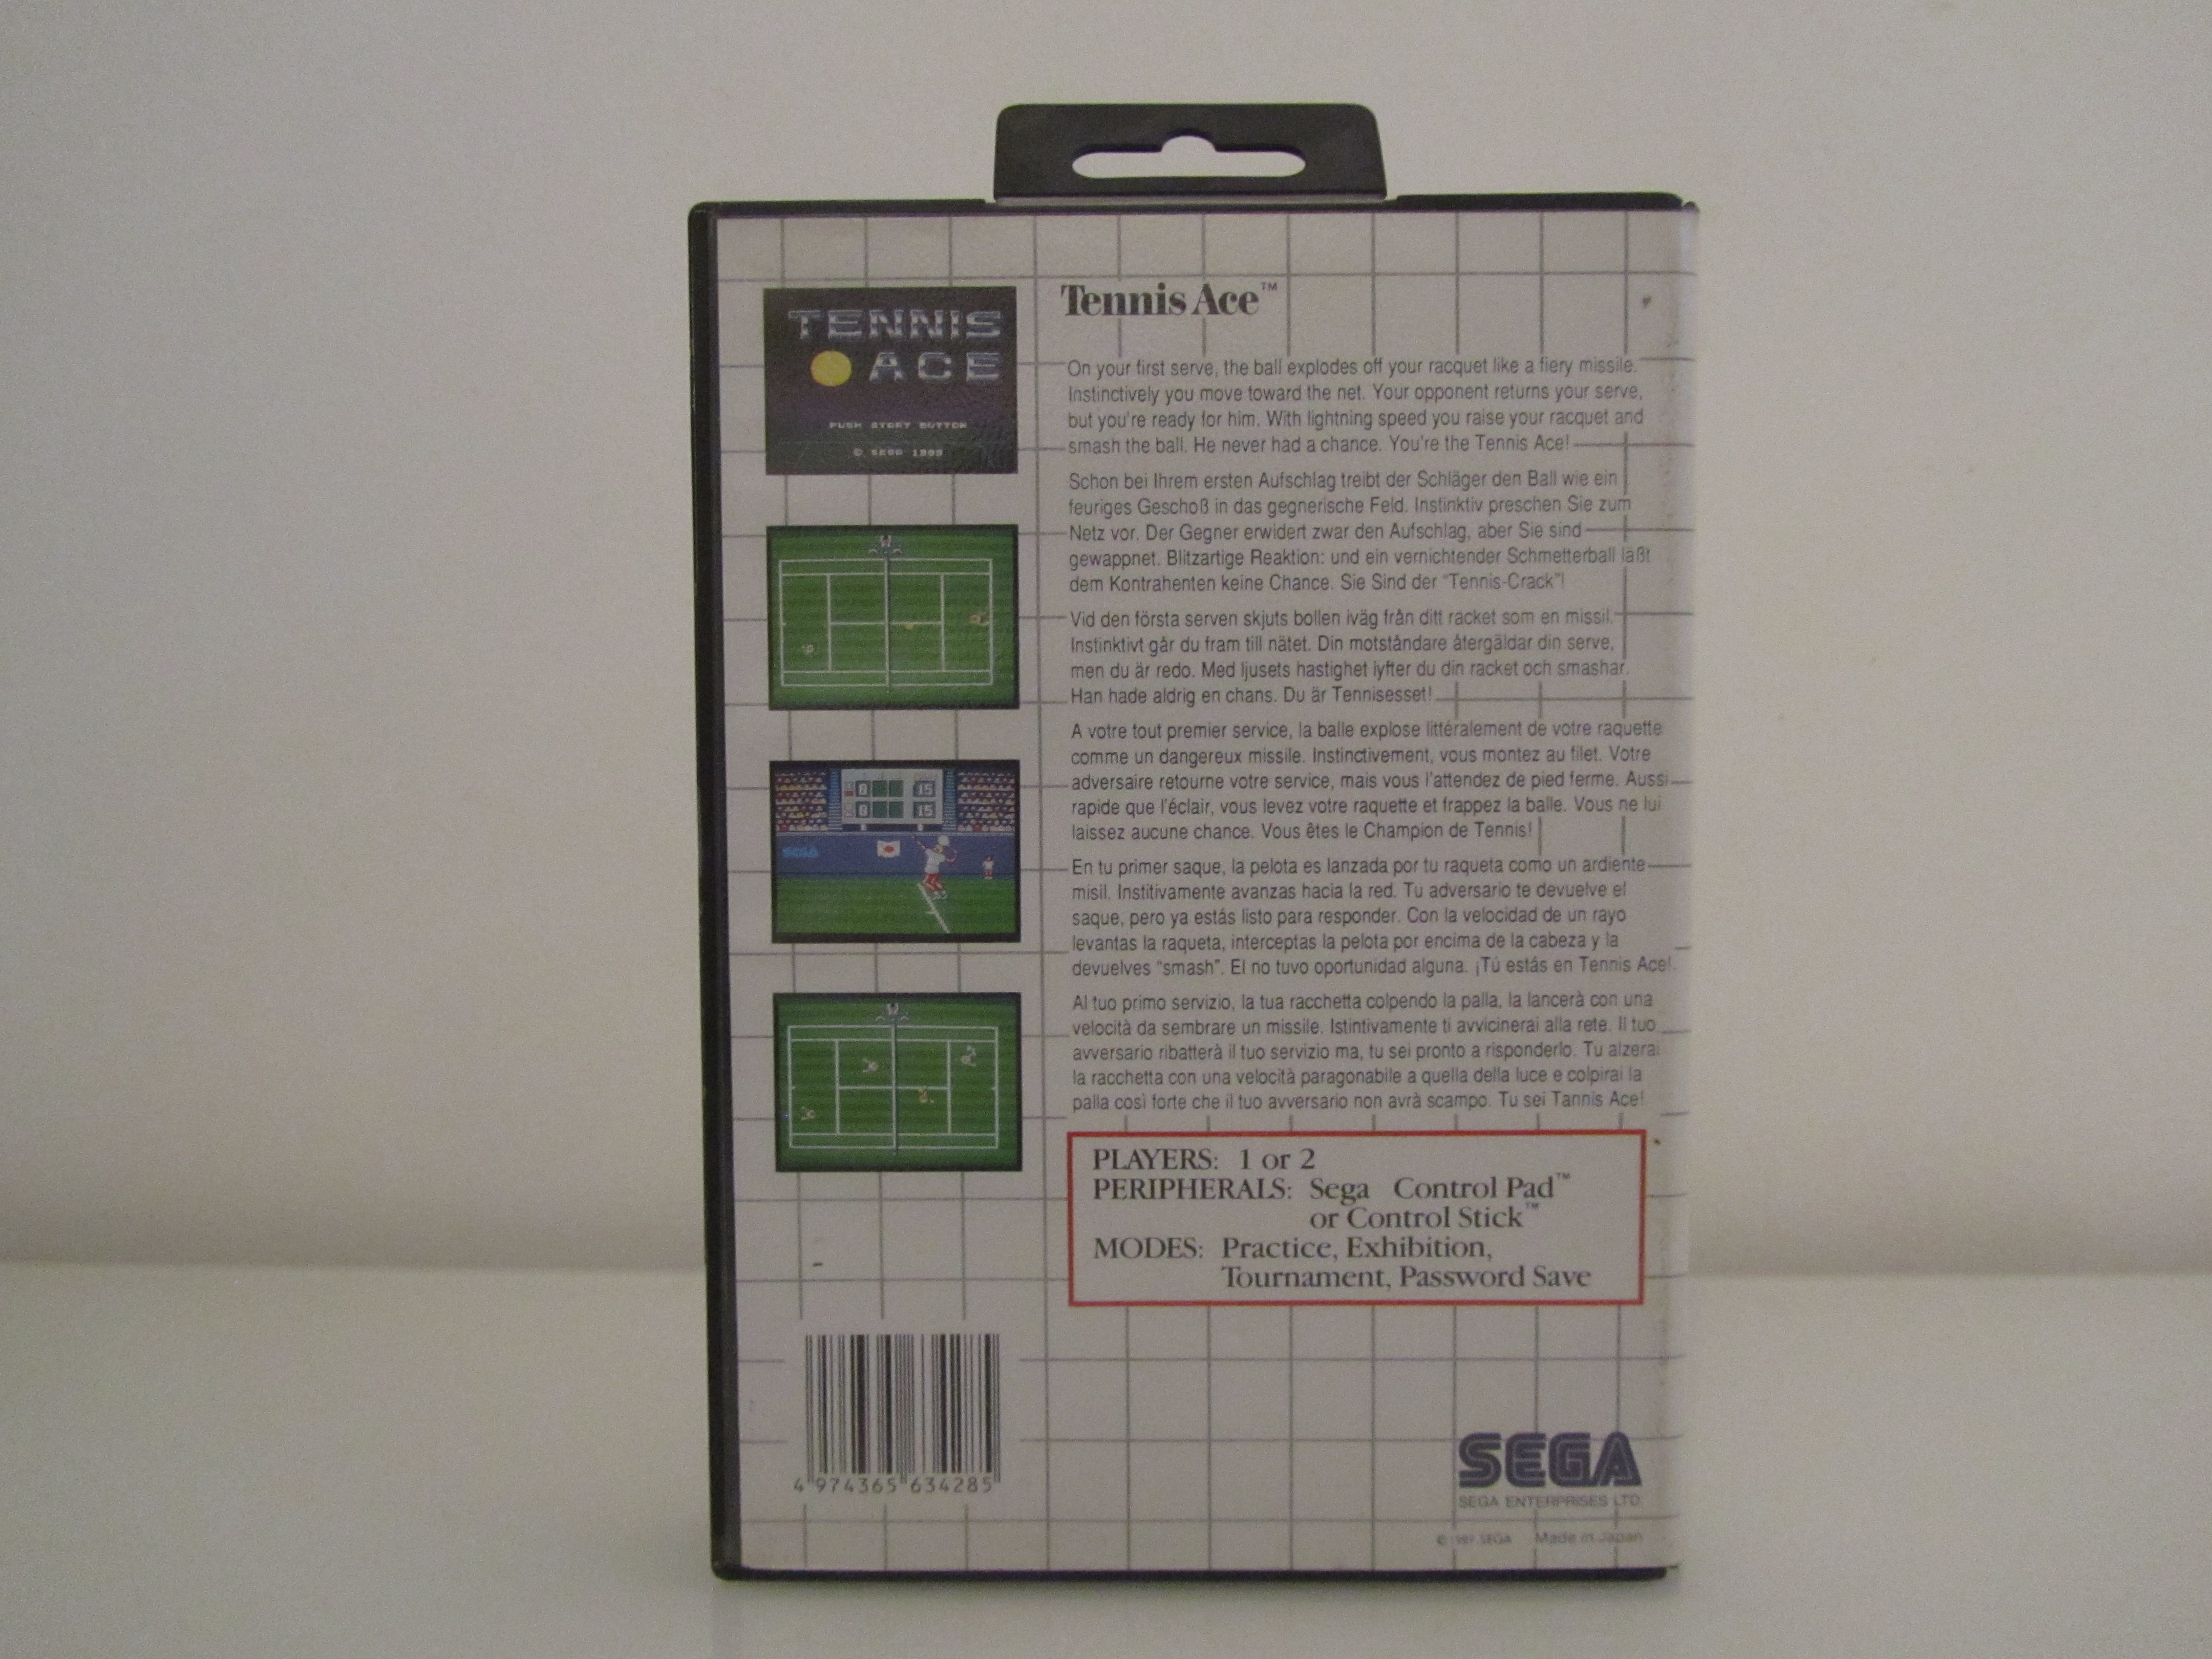 TENNIS
ACE
PUSH START BUTTON
© SEGA 1989
SEGA
0 15
0 15
Tennis Ace™
On your first serve, the ball explodes off your racquet like a fiery missile.
Instinctively you move toward the net. Your opponent returns your serve,
but you're ready for him. With lightning speed you raise your racquet and
smash the ball. He never had a chance. You're the Tennis Ace!
Schon bei Ihrem ersten Aufschlag treibt der Schläger den Ball wie ein
feuriges Geschoß in das gegnerische Feld. Instinktiv preschen Sie zum
Netz vor. Der Gegner erwidert zwar den Aufschlag, aber Sie sind
gewappnet. Blitzartige Reaktion: und ein vernichtender Schmetterball läßt
dem Kontrahenten keine Chance. Sie Sind der "Tennis-Crack"!
Vid den första serven skjuts bollen iväg från ditt racket som en missil.
Instinktivt går du fram till nätet. Din motståndare återgäldar din serve,
men du är redo. Med ljusets hastighet lyfter du din racket och smashar.
Han hade aldrig en chans. Du är Tennisesset!
A votre tout premier service, la balle explose littéralement de votre raquette
comme un dangereux missile. Instinctivement, vous montez au filet. Votre
adversaire retourne votre service, mais vous l'attendez de pied ferme. Aussi
rapide que l'éclair, vous levez votre raquette et frappez la balle. Vous ne lui
laissez aucune chance. Vous êtes le Champion de Tennis!
En tu primer saque, la pelota es lanzada por tu raqueta como un ardiente
misil. Institivamente avanzas hacia la red. Tu adversario te devuelve el
saque, pero ya estás listo para responder. Con la velocidad de un rayo
levantas la raqueta, interceptas la pelota por encima de la cabeza y la
devuelves "smash". El no tuvo oportunidad alguna. ¡Tú estás en Tennis Ace!
Al tuo primo servizio, la tua racchetta colpendo la palla, la lancerà con una
velocità da sembrare un missile. Istintivamente ti avvicinerai alla rete. Il tuo
avversario ribatterà il tuo servizio ma, tu sei pronto a risponderlo. Tu alzerai
la racchetta con una velocità paragonabile a quella della luce e colpirai la
palla così forte che il tuo avversario non avrà scampo. Tu sei Tannis Ace!
PLAYERS: 1 or 2
PERIPHERALS: Sega Control Pad™
or Control Stick™
MODES: Practice, Exhibition,
Tournament, Password Save
4 974365 634285
SEGA
SEGA ENTERPRISES LTD.
© SEGA Made in Japan